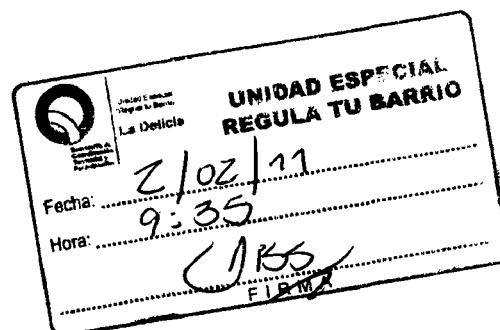 UNIDAD ESPECIAL
REGULA TU BARRIO
La Delicia
Fecha: 2/02/11
Hora: 9:35
FIRMA